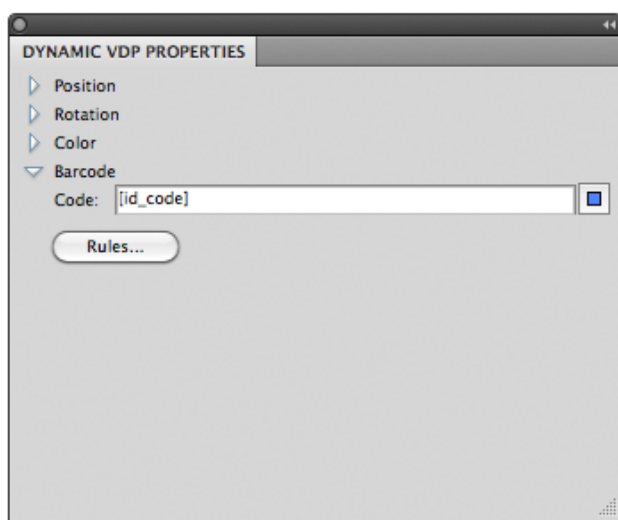 DYNAMIC VDP PROPERTIES
Position
Rotation
Color
Barcode
Code: [id_code]
Rules...